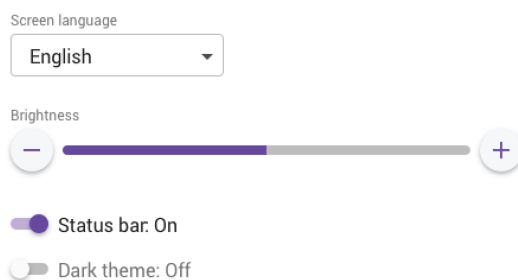 Screen language
English
Brightness
Status bar: On
Dark theme: Off